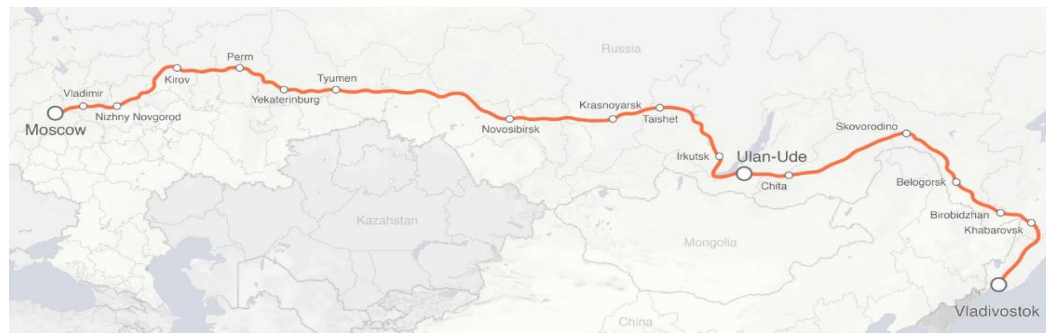 Russia
Perm
Kirov
Tyumen
Vladimir
Yekaterinburg
Moscow
Nizhny Novgorod
Krasnoyarsk
Taishet
Novosibirsk
Skovorodino
Irkutsk
Ulan-Ude
Chita
Belogorsk
Birobidzhan
Khabarovsk
Kazakhstan
Mongolia
Vladivostok
China